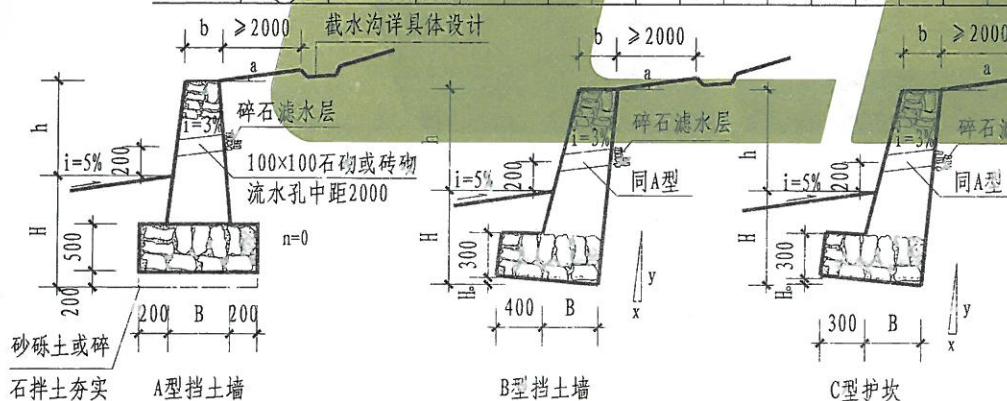 b ≥2000 截水沟详具体设计
a
h
i=3%
碎石滤水层
200
i=5%
100×100石砌或砖砌
流水孔中距2000
H
500
n=0
200
200 B 200
砂砾土或碎
石拌土夯实
A型挡土墙
b ≥2000
a
h
i=3%
碎石滤水层
200
i=5%
同A型
H
300
H。
y
x
400 B
B型挡土墙
b ≥2000
a
h
i=3%
碎石滤
200
i=5%
同A型
H
300
H。
y
x
300 B
C型护坎